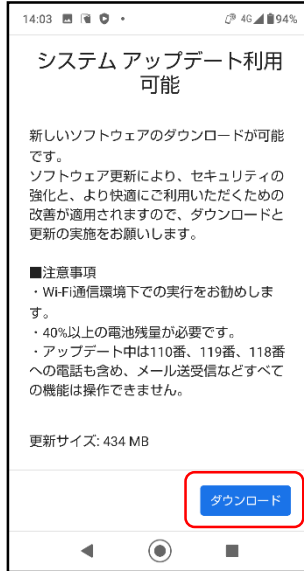 14:03 4G 94%
システム アップデート利用
可能
新しいソフトウェアのダウンロードが可能
です。
ソフトウェア更新により、セキュリティの
強化と、より快適にご利用いただくための
改善が適用されますので、ダウンロードと
更新の実施をお願いします。
■注意事項
・Wi-Fi通信環境下での実行をお勧めしま
す。
・40%以上の電池残量が必要です。
・アップデート中は110番、119番、118番
への電話も含め、メール送受信などすべて
の機能は操作できません。
更新サイズ: 434 MB
ダウンロード